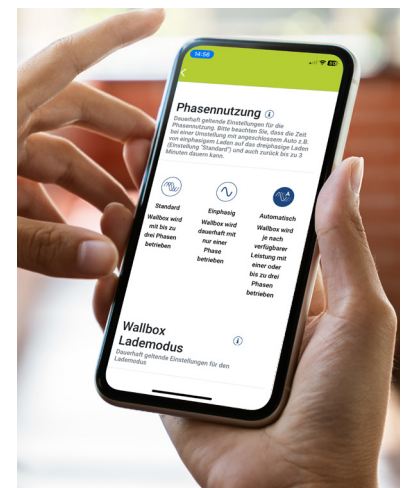 14:56
Phasennutzung
Dauerhaft geltende Einstellungen für die
Phasennutzung. Bitte beachten Sie, dass die Zeit
bei einer Umstellung mit angeschlossem Auto z.B.
von einphasigem Laden auf das dreiphasige Laden
(Einstellung "Standard") und auch zurück bis zu 3
Minuten dauern kann.
Standard
Wallbox wird
mit bis zu
drei Phasen
betrieben
Einphasig
Wallbox wird
dauerhaft mit
nur einer
Phase
betrieben
A
Automatisch
Wallbox wird
je nach
verfügbarer
Leistung mit
einer oder
bis zu drei
Phasen
betrieben
Wallbox
Lademodus
Dauerhaft geltende Einstellungen für den
Lademodus